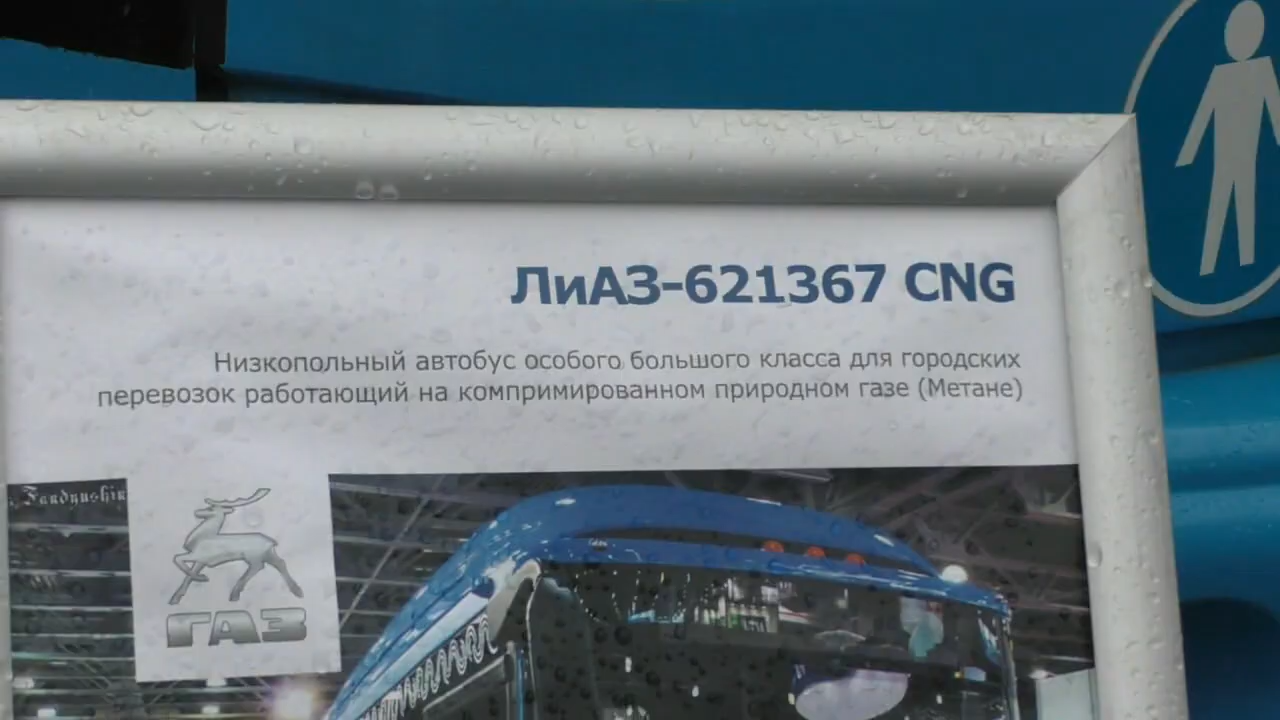 ЛиАЗ-621367 CNG
Низкопольный автобус особого большого класса для городских
перевозок работающий на компримированном природном газе (Метане)
ГАЗ